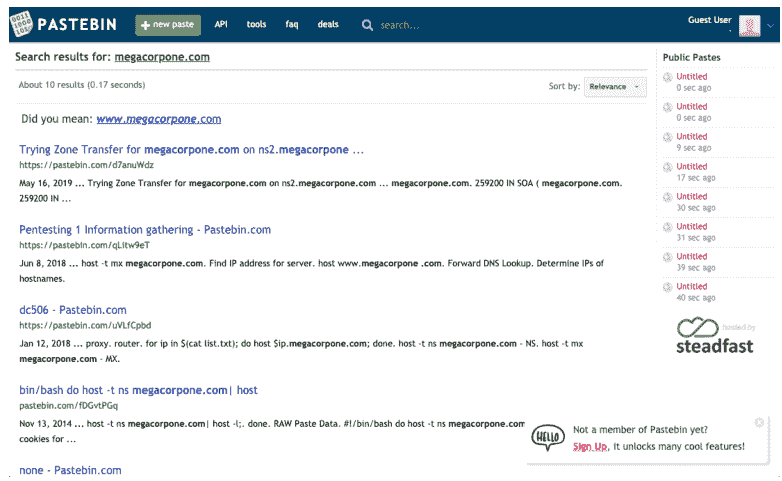 PASTEBIN
+ new paste
API
tools
faq
deals
search...
Guest User
-
Search results for: megacorpone.com
About 10 results (0.17 seconds)
Sort by:
Relevance
Did you mean: www.megacorpone.com
Trying Zone Transfer for megacorpone.com on ns2.megacorpone ...
https://pastebin.com/d7anuWdz
May 16, 2019 ... Trying Zone Transfer for megacorpone.com on ns2.megacorpone.com ... megacorpone.com. 259200 IN SOA ( megacorpone.com.
259200 IN ...
Pentesting 1 Information gathering - Pastebin.com
https://pastebin.com/qLitw9eT
Jun 8, 2018 ... host -t mx megacorpone.com. Find IP address for server. host www.megacorpone .com. Forward DNS Lookup. Determine IPs of
hostnames.
dc506 - Pastebin.com
https://pastebin.com/uVLfCpbd
Jan 12, 2018 ... proxy. router. for ip in $(cat list.txt); do host $ip.megacorpone.com; done. host -t ns megacorpone.com - NS. host -t mx
megacorpone.com - MX.
bin/bash do host -t ns megacorpone.com| host
pastebin.com/fDGvtPGq
Nov 13, 2014 ... host -t ns megacorpone.com| host -l;. done. RAW Paste Data. #!/bin/bash do host -t ns megacorpone.com
cookies for ...
none - Pastebin.com
Public Pastes
Untitled
0 sec ago
Untitled
0 sec ago
Untitled
9 sec ago
Untitled
17 sec ago
Untitled
30 sec ago
Untitled
31 sec ago
Untitled
39 sec ago
Untitled
40 sec ago
hosted by
steadfast
HELLO
Not a member of Pastebin yet?
Sign Up, it unlocks many cool features!